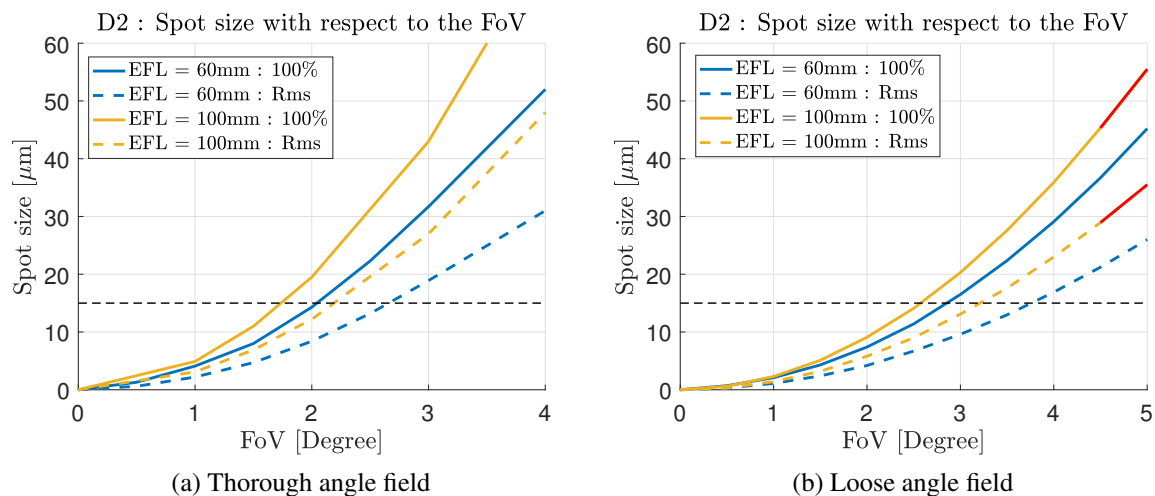 D2 : Spot size with respect to the FoV
60
50
40
30
20
10
0
Spot size [μm]
EFL = 60mm : 100%
EFL = 60mm : Rms
EFL = 100mm : 100%
EFL = 100mm : Rms
0 1 2 3 4
FoV [Degree]
(a) Thorough angle field
D2 : Spot size with respect to the FoV
60
50
40
30
20
10
0
Spot size [μm]
EFL = 60mm : 100%
EFL = 60mm : Rms
EFL = 100mm : 100%
EFL = 100mm : Rms
0 1 2 3 4 5
FoV [Degree]
(b) Loose angle field